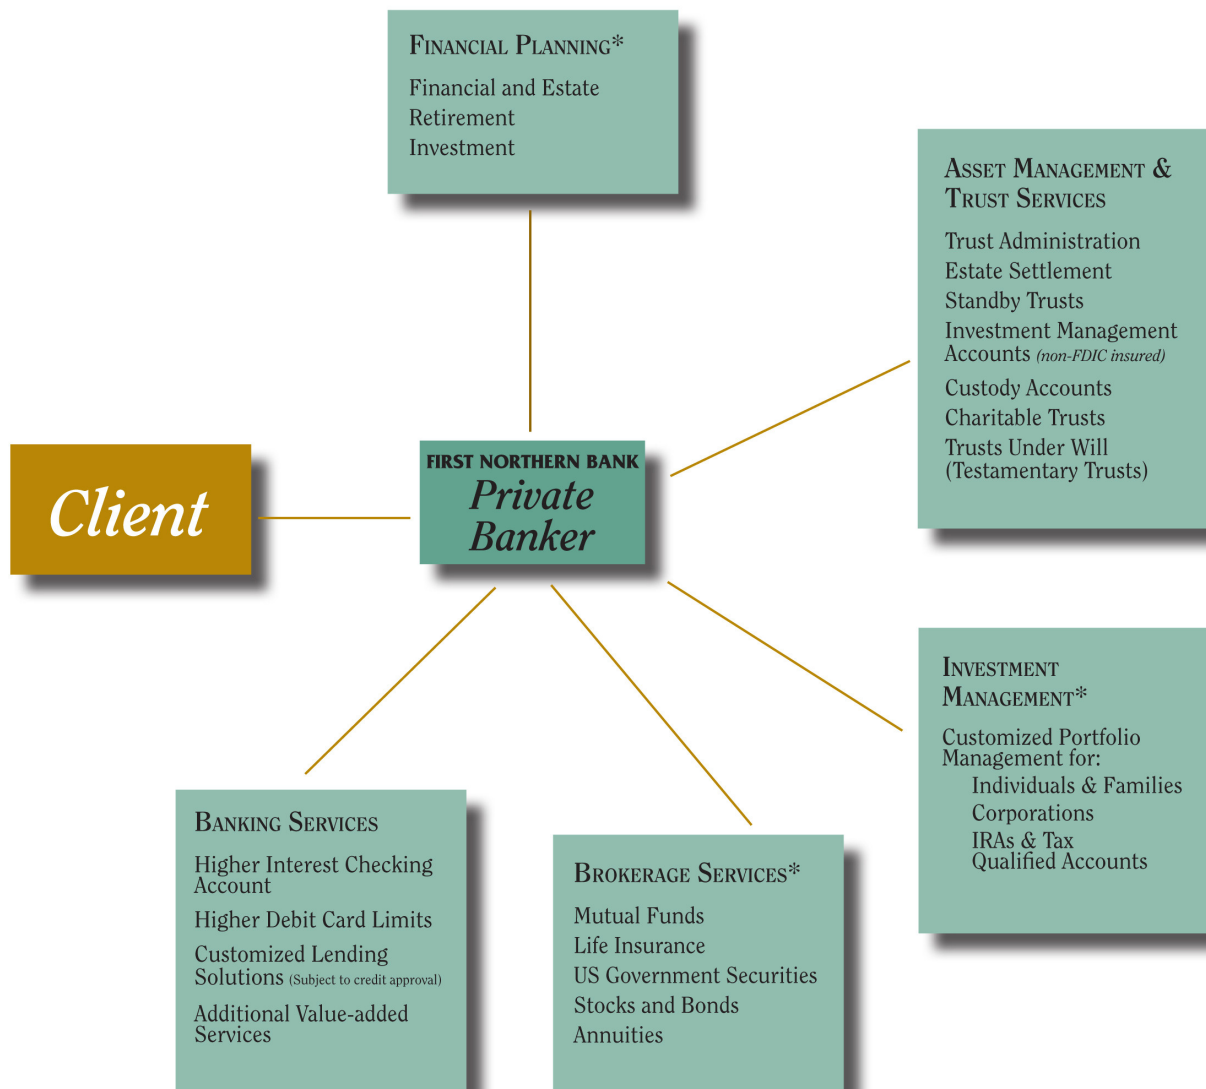 FINANCIAL PLANNING*
Financial and Estate
Retirement
Investment
ASSET MANAGEMENT &
TRUST SERVICES
Trust Administration
Estate Settlement
Standby Trusts
Investment Management
Accounts (non-FDIC insured)
Custody Accounts
Charitable Trusts
Trusts Under Will
(Testamentary Trusts)
Client
FIRST NORTHERN BANK
Private
Banker
INVESTMENT
MANAGEMENT*
Customized Portfolio
Management for:
Individuals & Families
Corporations
IRAs & Tax
Qualified Accounts
BANKING SERVICES
Higher Interest Checking
Account
Higher Debit Card Limits
Customized Lending
Solutions (Subject to credit approval)
Additional Value-added
Services
BROKERAGE SERVICES*
Mutual Funds
Life Insurance
US Government Securities
Stocks and Bonds
Annuities